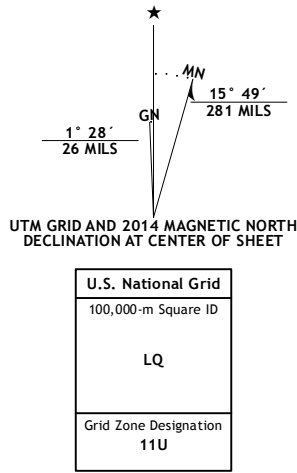 ★
MN
GN
15° 49´
281 MILS
1° 28´
26 MILS
UTM GRID AND 2014 MAGNETIC NORTH
DECLINATION AT CENTER OF SHEET
U.S. National Grid
100,000-m Square ID
LQ
Grid Zone Designation
11U